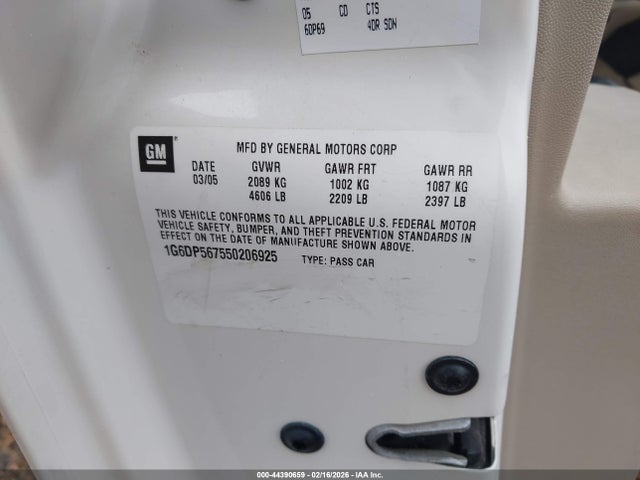 05 CD CTS
6DP69 4DR SDN
GM
MFD BY GENERAL MOTORS CORP
DATE GVWR GAWR FRT GAWR RR
03/05 2089 KG 1002 KG 1087 KG
4606 LB 2209 LB 2397 LB
THIS VEHICLE CONFORMS TO ALL APPLICABLE U.S. FEDERAL MOTOR
VEHICLE SAFETY, BUMPER, AND THEFT PREVENTION STANDARDS IN
EFFECT ON THE DATE OF MANUFACTURE SHOWN ABOVE.
1G6DP567550206925 TYPE: PASS CAR
000-44390659 - 02/16/2026 - IAA Inc.